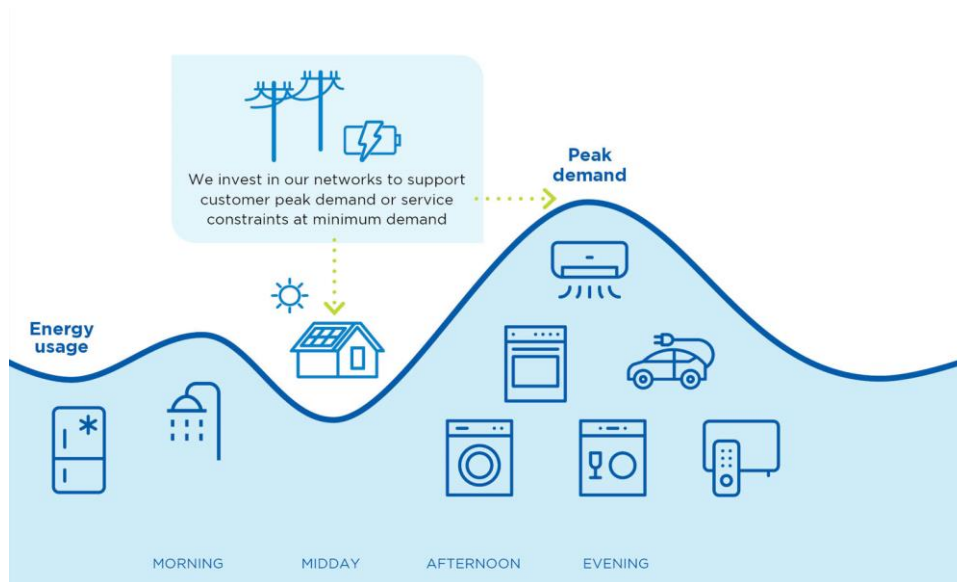 We invest in our networks to support
customer peak demand or service
constraints at minimum demand
Peak
demand
Energy
usage
MORNING
MIDDAY
AFTERNOON
EVENING